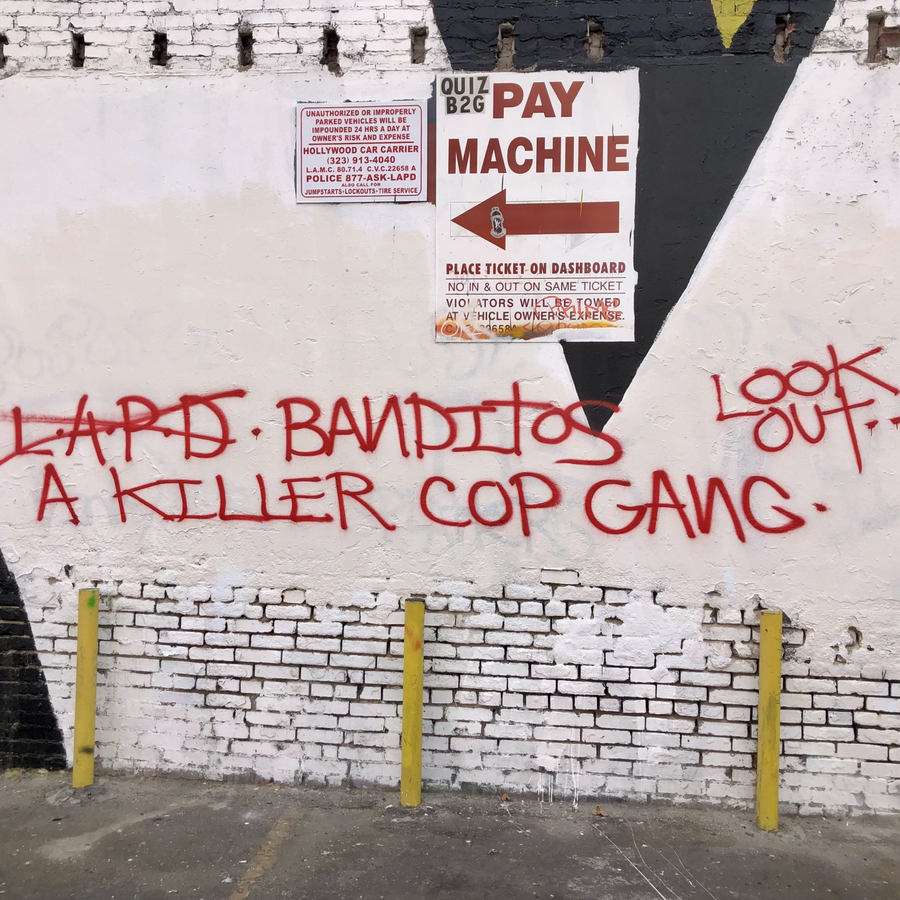 UNAUTHORIZED OR IMPROPERLY
PARKED VEHICLES WILL BE
IMPOUNDED 24 HRS A DAY AT
OWNER'S RISK AND EXPENSE
HOLLYWOOD CAR CARRIER
(323) 913-4040
L.A.M.C. 80.71.4 C.V.C.22658 A
POLICE 877-ASK-LAPD
ALSO CALL FOR
JUMPSTARTS-LOCKOUTS-TIRE SERVICE
QUIZ
B2G
PAY
MACHINE
PLACE TICKET ON DASHBOARD
NO IN & OUT ON SAME TICKET
VIOLATORS WILL BE TOWED
AT VEHICLE OWNER'S EXPENSE.
22658A
L.A.P.D. BANDITOS
A KILLER COP GANG.
LOOK
OUT..